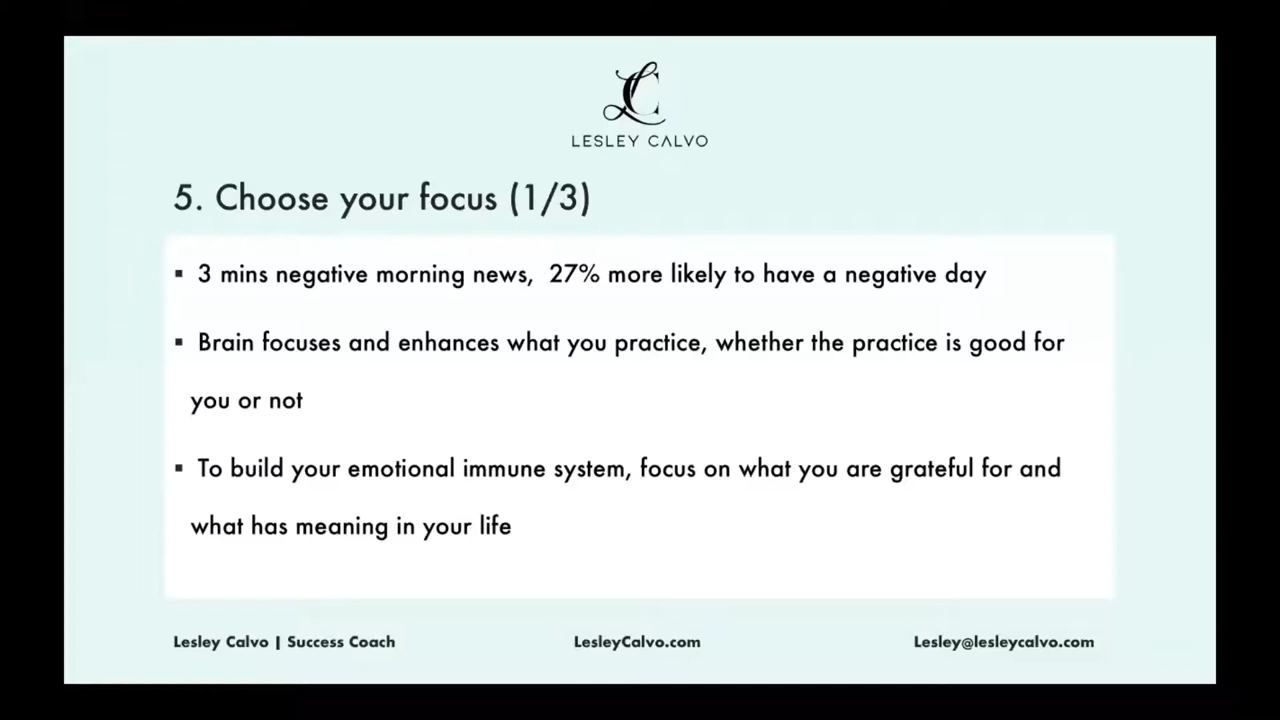 LC
LESLEY CALVO
5. Choose your focus (1/3)
▪ 3 mins negative morning news,  27% more likely to have a negative day
▪ Brain focuses and enhances what you practice, whether the practice is good for
you or not
▪ To build your emotional immune system, focus on what you are grateful for and
what has meaning in your life
Lesley Calvo | Success Coach
LesleyCalvo.com
Lesley@lesleycalvo.com